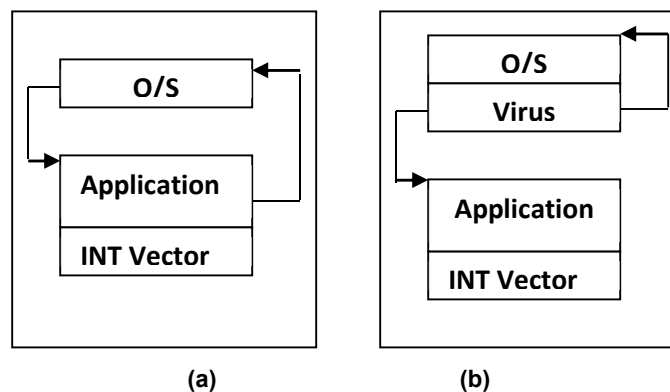 O/S
Application
INT Vector
(a)
O/S
Virus
Application
INT Vector
(b)